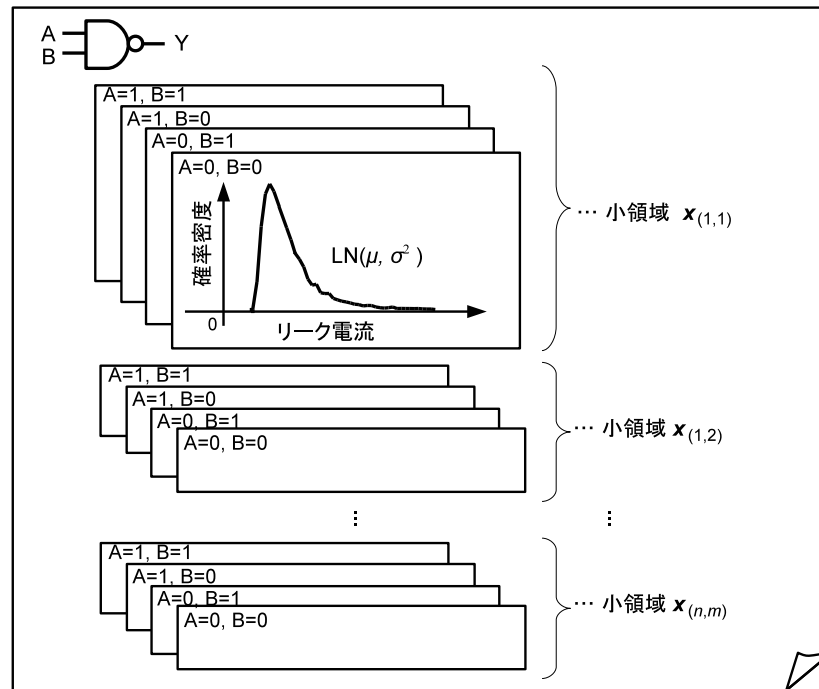 A
B
Y
A=1, B=1
A=1, B=0
A=0, B=1
A=0, B=0
確率密度
LN(μ, σ²)
0
リーク電流
… 小領域 x(1,1)
A=1, B=1
A=1, B=0
A=0, B=1
A=0, B=0
… 小領域 x(1,2)
⋮ ⋮
A=1, B=1
A=1, B=0
A=0, B=1
A=0, B=0
… 小領域 x(n,m)